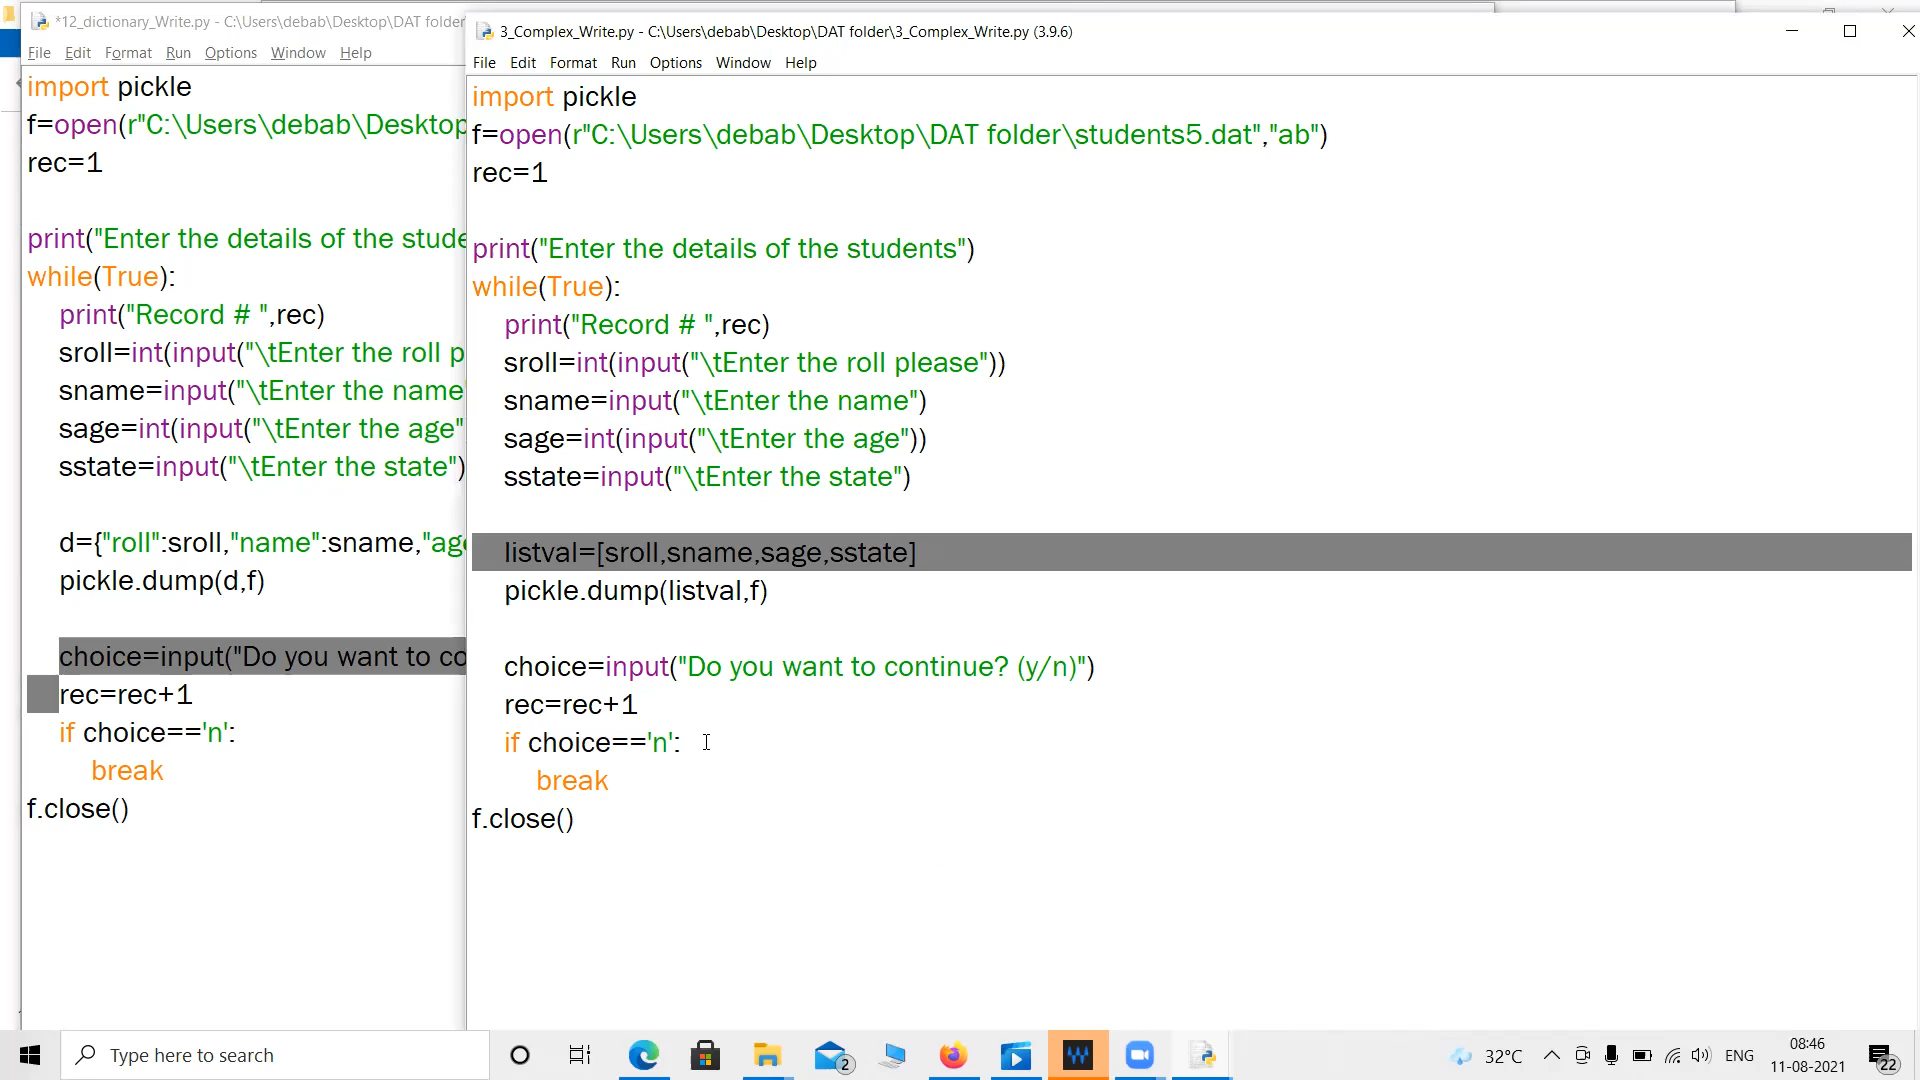 *12_dictionary_Write.py - C:\Users\debab\Desktop\DAT folder
File Edit Format Run Options Window Help
import pickle
f=open(r"C:\Users\debab\Desktop
rec=1
print("Enter the details of the stude
while(True):
print("Record # ",rec)
sroll=int(input("\tEnter the roll p
sname=input("\tEnter the name"
sage=int(input("\tEnter the age"
sstate=input("\tEnter the state")
d={"roll":sroll,"name":sname,"age
pickle.dump(d,f)
choice=input("Do you want to co
rec=rec+1
if choice=='n':
break
f.close()
3_Complex_Write.py - C:\Users\debab\Desktop\DAT folder\3_Complex_Write.py (3.9.6)
File Edit Format Run Options Window Help
import pickle
f=open(r"C:\Users\debab\Desktop\DAT folder\students5.dat","ab")
rec=1
print("Enter the details of the students")
while(True):
print("Record # ",rec)
sroll=int(input("\tEnter the roll please"))
sname=input("\tEnter the name")
sage=int(input("\tEnter the age"))
sstate=input("\tEnter the state")
listval=[sroll,sname,sage,sstate]
pickle.dump(listval,f)
choice=input("Do you want to continue? (y/n)")
rec=rec+1
if choice=='n':
break
f.close()
Type here to search
2
32°C
ENG
08:46
11-08-2021
22